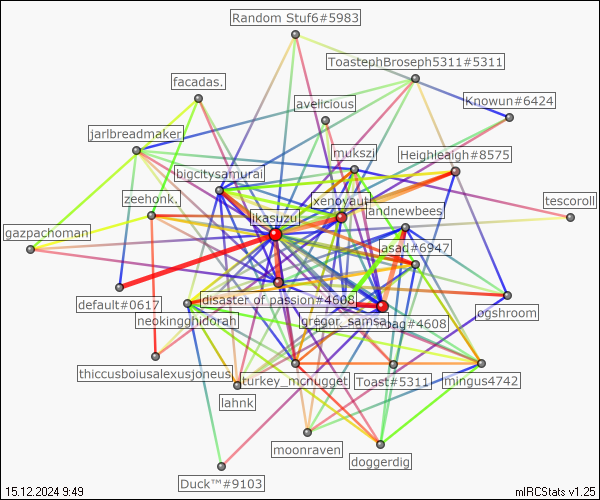 Random Stuf6#5983
ToastephBroseph5311#5311
facadas.
avelicious
Knowun#6424
jarlbreadmaker
mukszi
Heighleaigh#8575
bigcitysamurai
zeehonk.
xenoyaut
tescoroll
ikasuzu
andnewbees
gazpachoman
asad#6947
default#0617
disaster of passion#4608
ogshroom
neokingghidorah
gregor_samsa
bag#4608
thiccusboiusalexusjoneus
turkey_mcnugget
Toast#5311
mingus4742
lahnk
moonraven
doggerdig
Duck™#9103
15.12.2024 9:49
mIRCStats v1.25